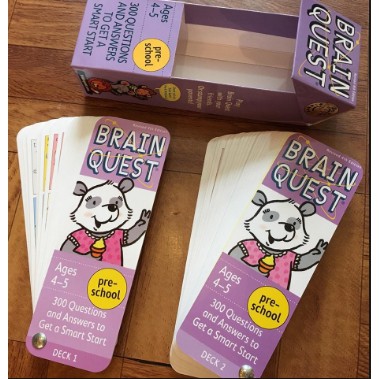 Ages
4–5
300 QUESTIONS
AND ANSWERS
TO GET A
SMART START
pre-
school
BRAIN
QUEST
BRAIN
QUEST
Ages
4–5
pre-
school
300 Questions
and Answers to
Get a Smart Start
DECK 1
BRAIN
QUEST
Ages
4–5
pre-
school
300 Questions
and Answers to
Get a Smart Start
DECK 2